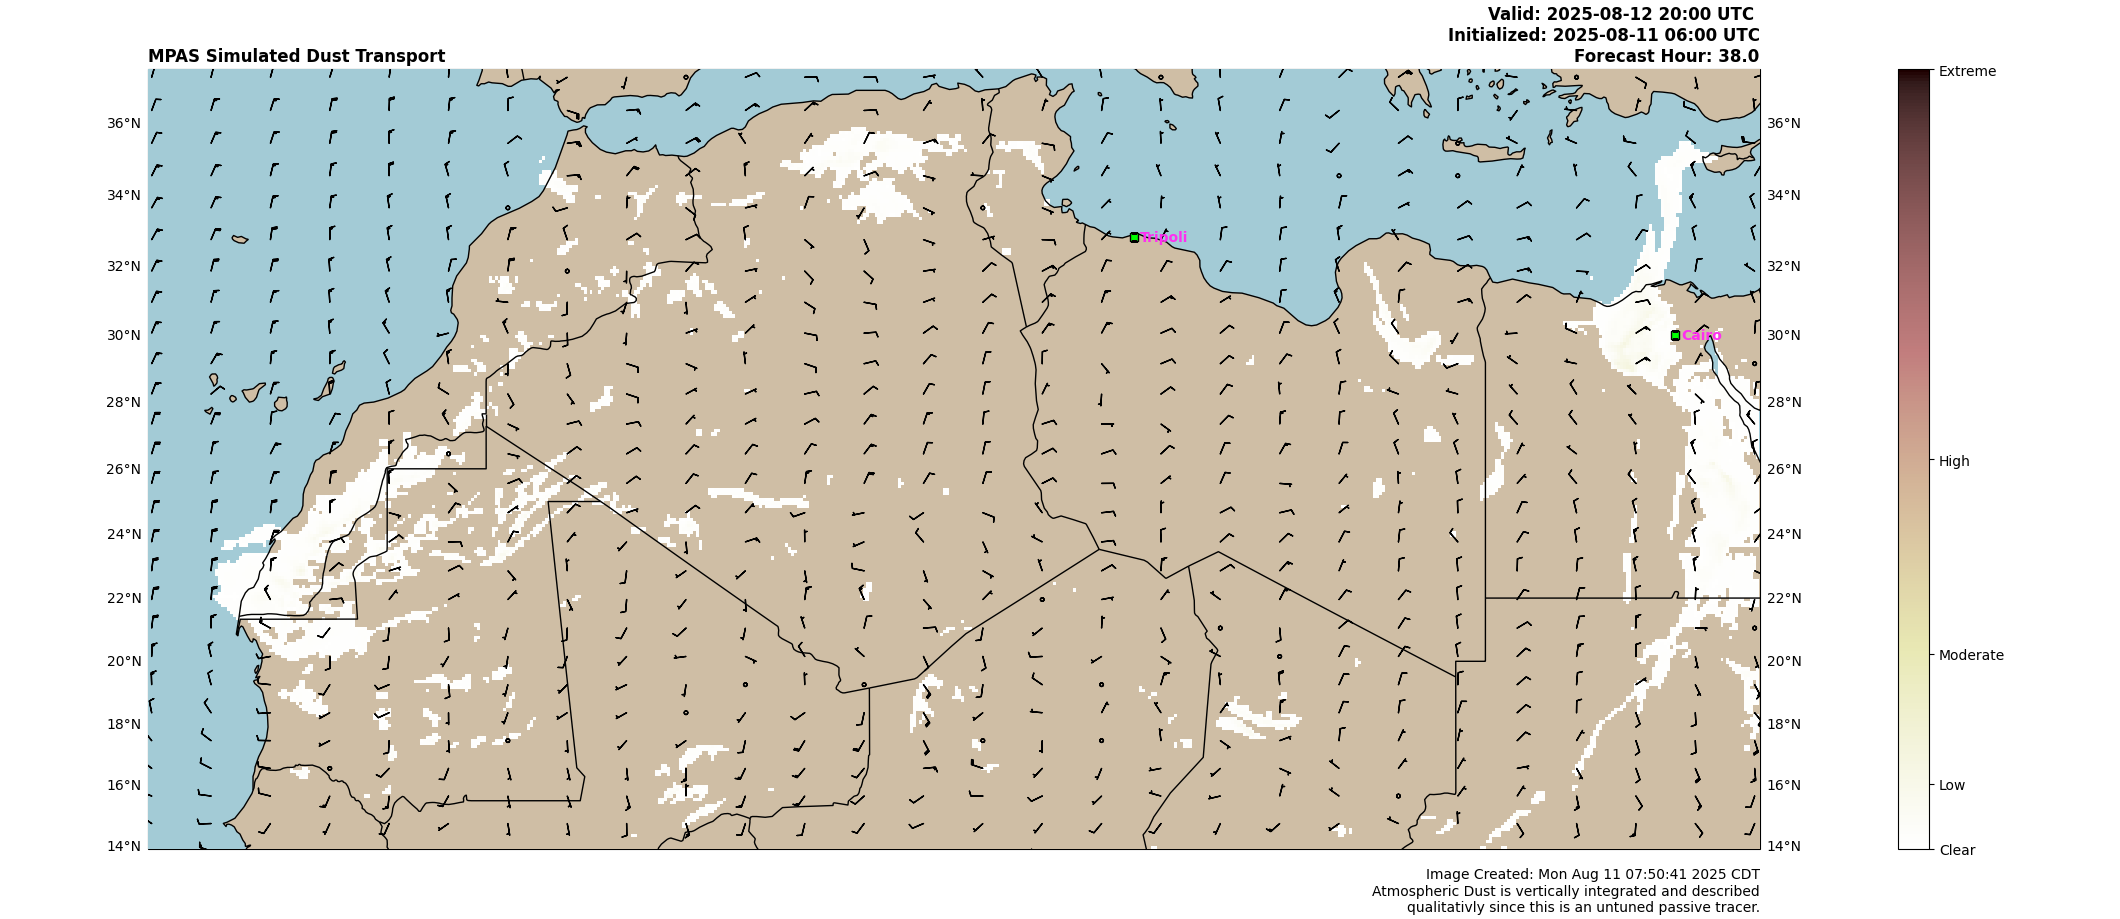 Valid: 2025-08-12 20:00 UTC
Initialized: 2025-08-11 06:00 UTC
MPAS Simulated Dust Transport
Forecast Hour: 38.0
Extreme
36°N
36°N
34°N
34°N
Tripoli
32°N
32°N
30°N
Cairo
30°N
28°N
28°N
High
26°N
26°N
24°N
24°N
22°N
22°N
20°N
20°N
Moderate
18°N
18°N
16°N
16°N
Low
14°N
14°N
Clear
Image Created: Mon Aug 11 07:50:41 2025 CDT
Atmospheric Dust is vertically integrated and described
qualitativly since this is an untuned passive tracer.